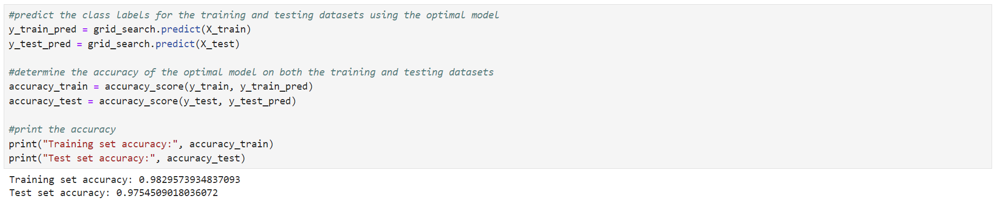 #predict the class labels for the training and testing datasets using the optimal model
y_train_pred = grid_search.predict(X_train)
y_test_pred = grid_search.predict(X_test)
#determine the accuracy of the optimal model on both the training and testing datasets
accuracy_train = accuracy_score(y_train, y_train_pred)
accuracy_test = accuracy_score(y_test, y_test_pred)
#print the accuracy
print("Training set accuracy:", accuracy_train)
print("Test set accuracy:", accuracy_test)
Training set accuracy: 0.9829573934837093
Test set accuracy: 0.9754509018036072